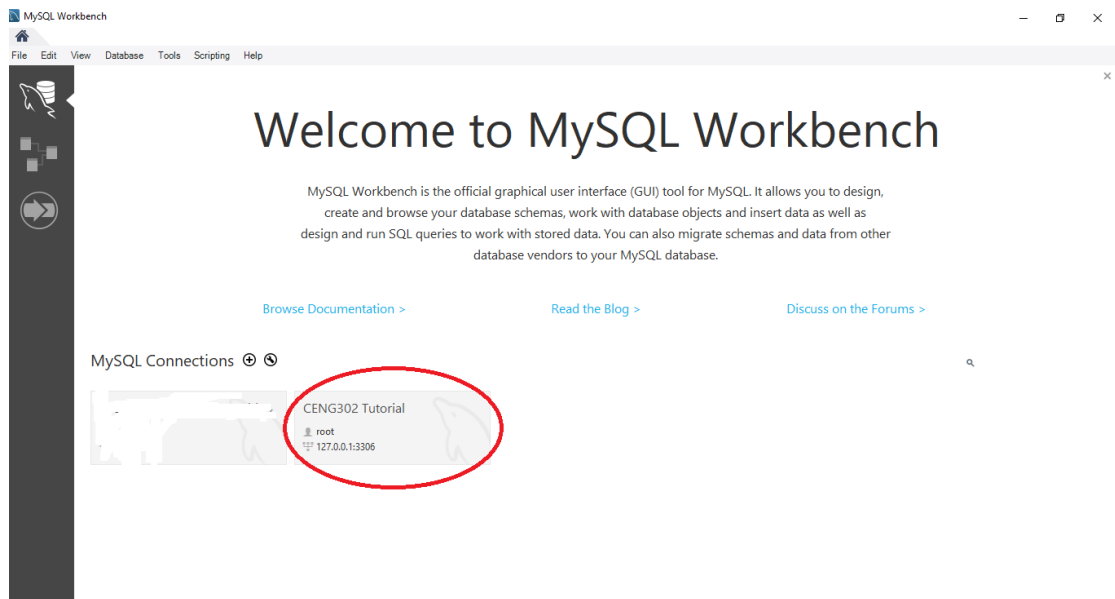 MySQL Workbench
File Edit View Database Tools Scripting Help
Welcome to MySQL Workbench
MySQL Workbench is the official graphical user interface (GUI) tool for MySQL. It allows you to design,
create and browse your database schemas, work with database objects and insert data as well as
design and run SQL queries to work with stored data. You can also migrate schemas and data from other
database vendors to your MySQL database.
Browse Documentation >
Read the Blog >
Discuss on the Forums >
MySQL Connections
CENG302 Tutorial
root
127.0.0.1:3306